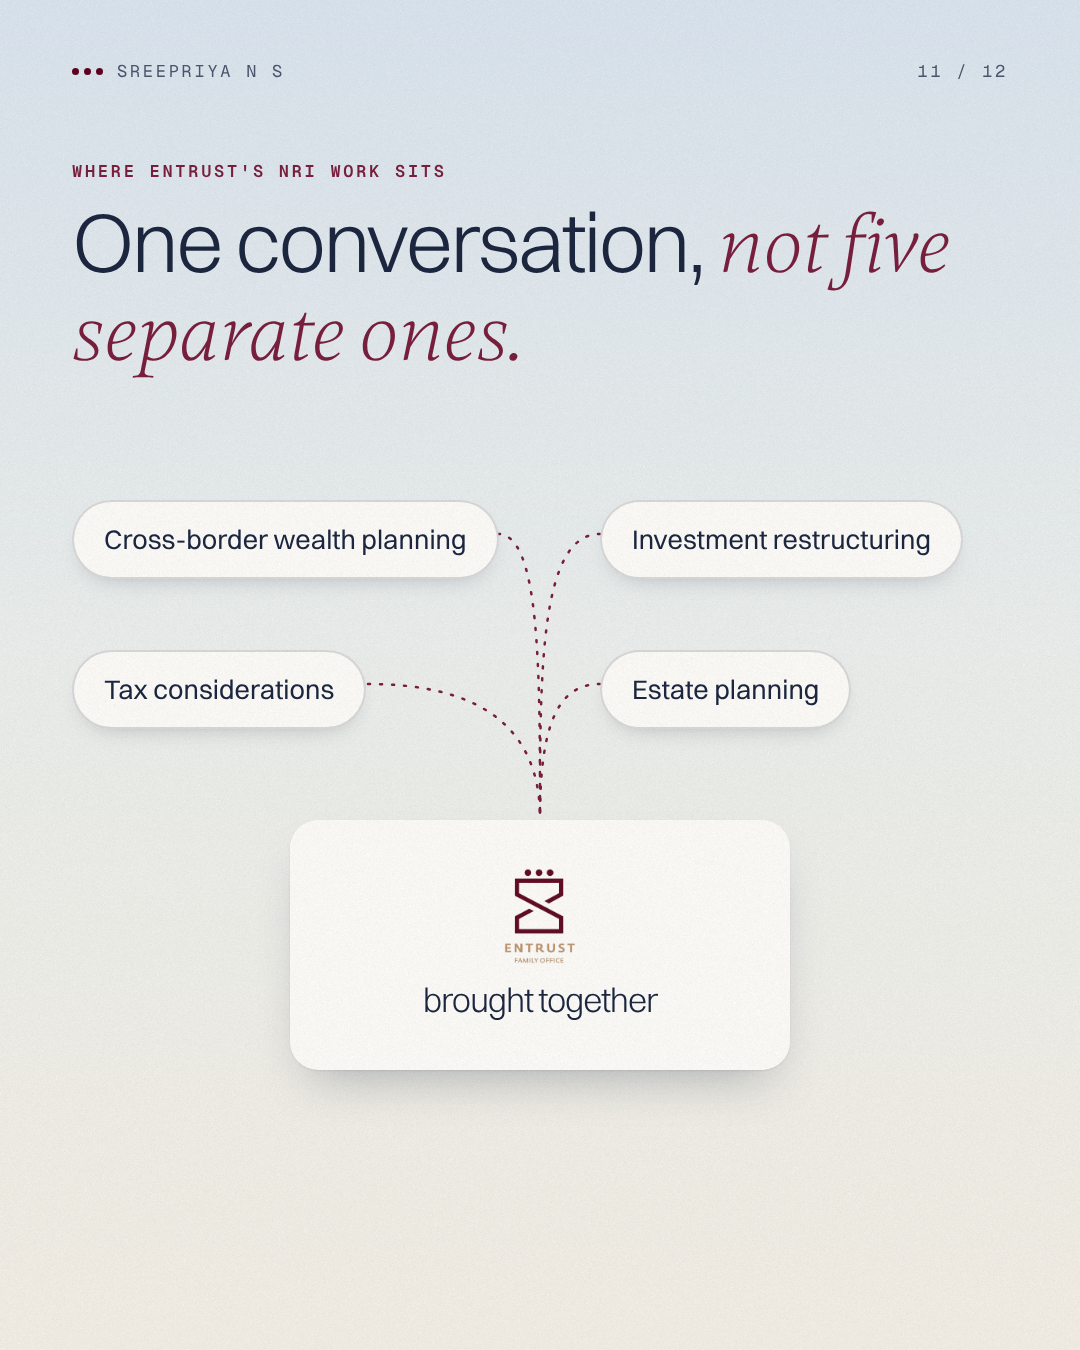 SREEPRIYA N S
11 / 12
WHERE ENTRUST'S NRI WORK SITS
One conversation, not five
separate ones.
Cross-border wealth planning
Investment restructuring
Tax considerations
Estate planning
ENTRUST
FAMILY OFFICE
brought together